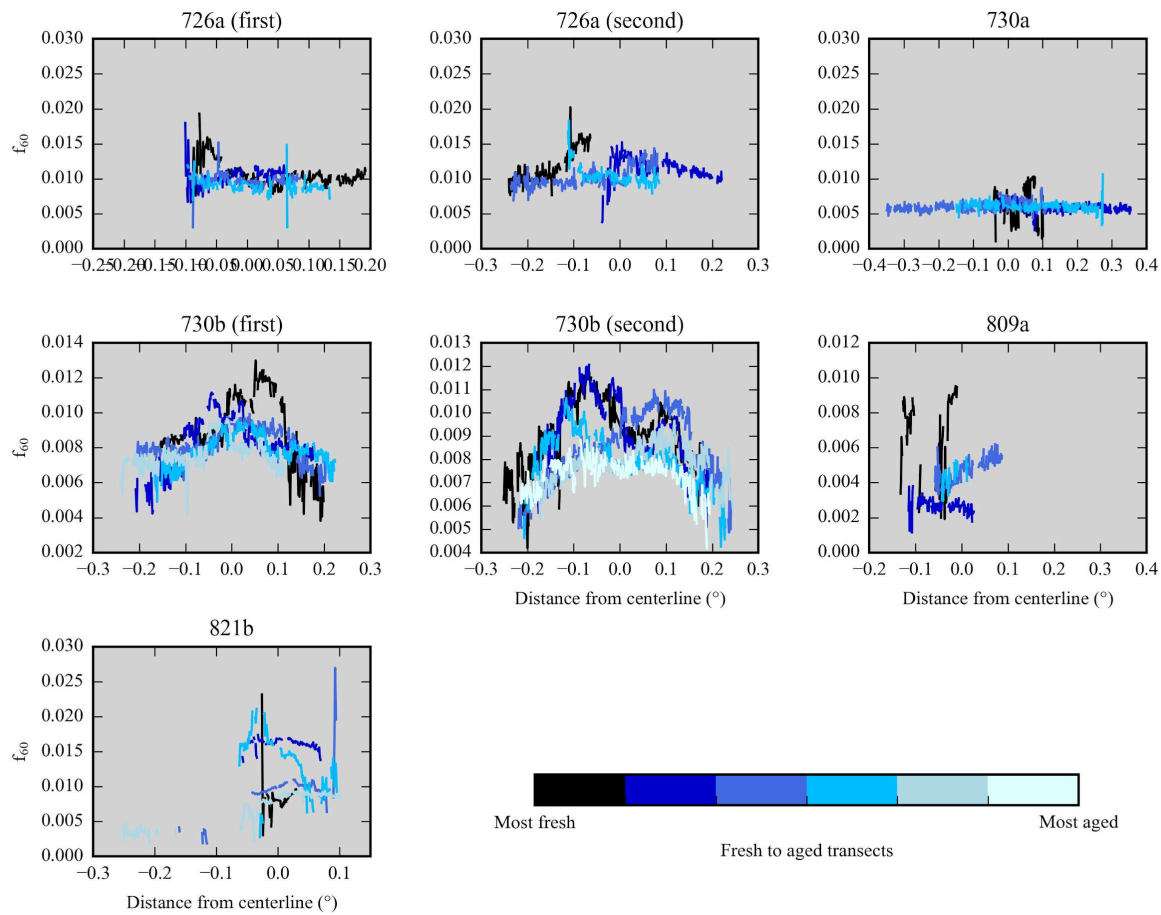 726a (first) 726a (second) 730a
0.030 0.030 0.030
0.025 0.025 0.025
0.020 0.020 0.020
0.015 0.015 0.015
0.010 0.010 0.010
0.005 0.005 0.005
0.000 0.000 0.000
f60
−0.25 −0.20 −0.15 −0.10 −0.05 0.00 0.05 0.10 0.15 0.20 −0.3 −0.2 −0.1 0.0 0.1 0.2 0.3 −0.4 −0.3 −0.2 −0.1 0.0 0.1 0.2 0.3 0.4
730b (first) 730b (second) 809a
0.014 0.013 0.012
0.012 0.012 0.010
0.010 0.011 0.008
0.008 0.010 0.006
0.006 0.009 0.004
0.004 0.008 0.002
0.002 0.007 0.000
0.006
0.005
0.004
f60
−0.3 −0.2 −0.1 0.0 0.1 0.2 0.3 −0.3 −0.2 −0.1 0.0 0.1 0.2 0.3 −0.2 −0.1 0.0 0.1 0.2 0.3 0.4
Distance from centerline (°) Distance from centerline (°)
821b
0.030
0.025
0.020
0.015
0.010
0.005
0.000
f60
−0.3 −0.2 −0.1 0.0 0.1
Distance from centerline (°)
Most fresh Most aged
Fresh to aged transects